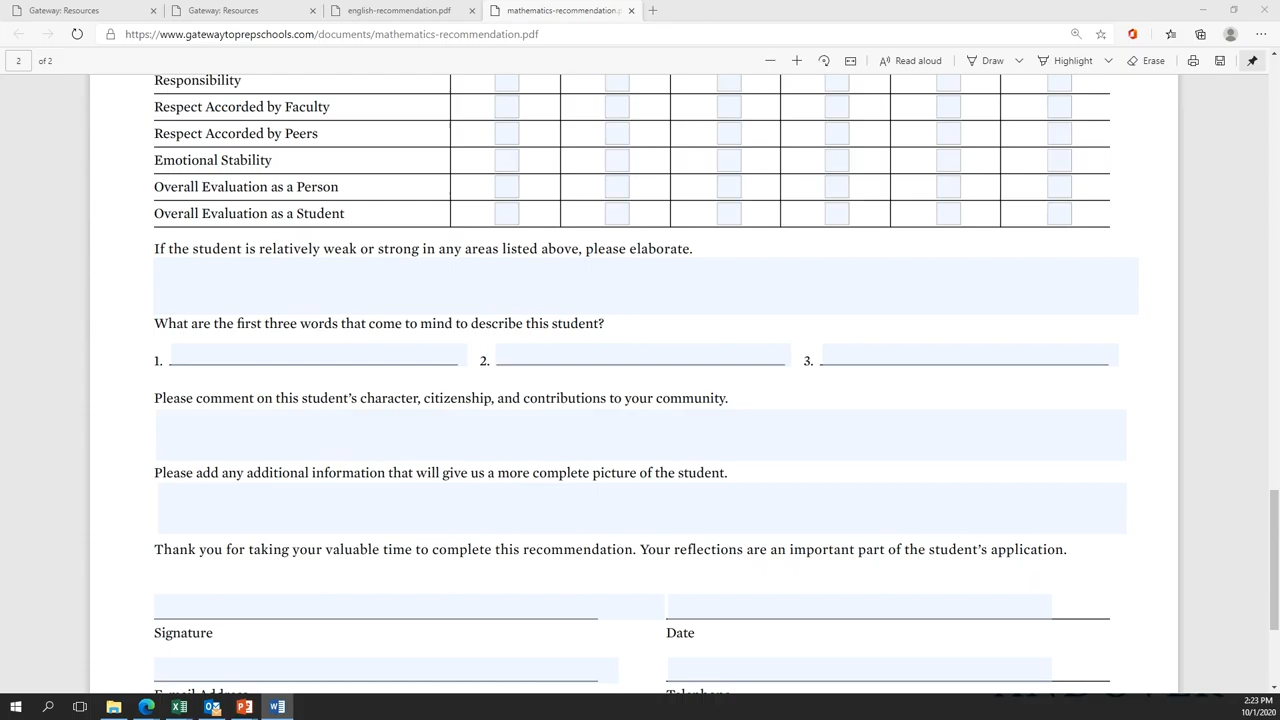 Gateway: Resources
Gateway: Resources
english-recommendation.pdf
mathematics-recommendation.p
https://www.gatewaytoprepschools.com/documents/mathematics-recommendation.pdf
2 of 2
Read aloud Draw Highlight Erase
Responsibility
Respect Accorded by Faculty
Respect Accorded by Peers
Emotional Stability
Overall Evaluation as a Person
Overall Evaluation as a Student
If the student is relatively weak or strong in any areas listed above, please elaborate.
What are the first three words that come to mind to describe this student?
1. 2. 3.
Please comment on this student’s character, citizenship, and contributions to your community.
Please add any additional information that will give us a more complete picture of the student.
Thank you for taking your valuable time to complete this recommendation. Your reflections are an important part of the student’s application.
Signature Date
E-mail Address Telephone
ANDOVER
2:23 PM
10/1/2020